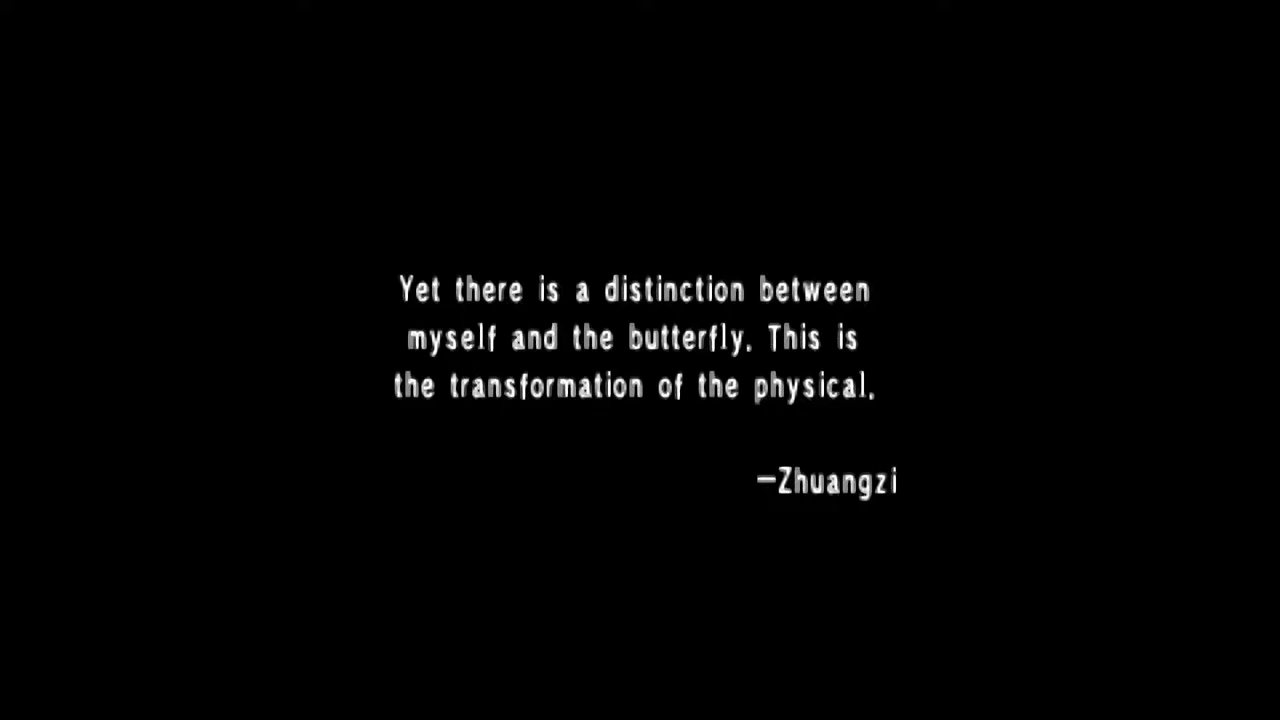 Yet there is a distinction between
myself and the butterfly. This is
the transformation of the physical.
—Zhuangzi